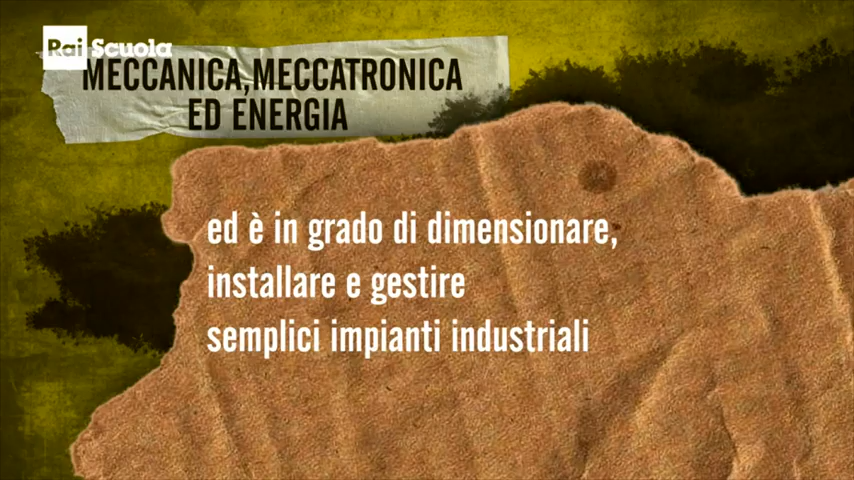 Rai Scuola
MECCANICA,MECCATRONICA
ED ENERGIA
ed è in grado di dimensionare,
installare e gestire
semplici impianti industriali